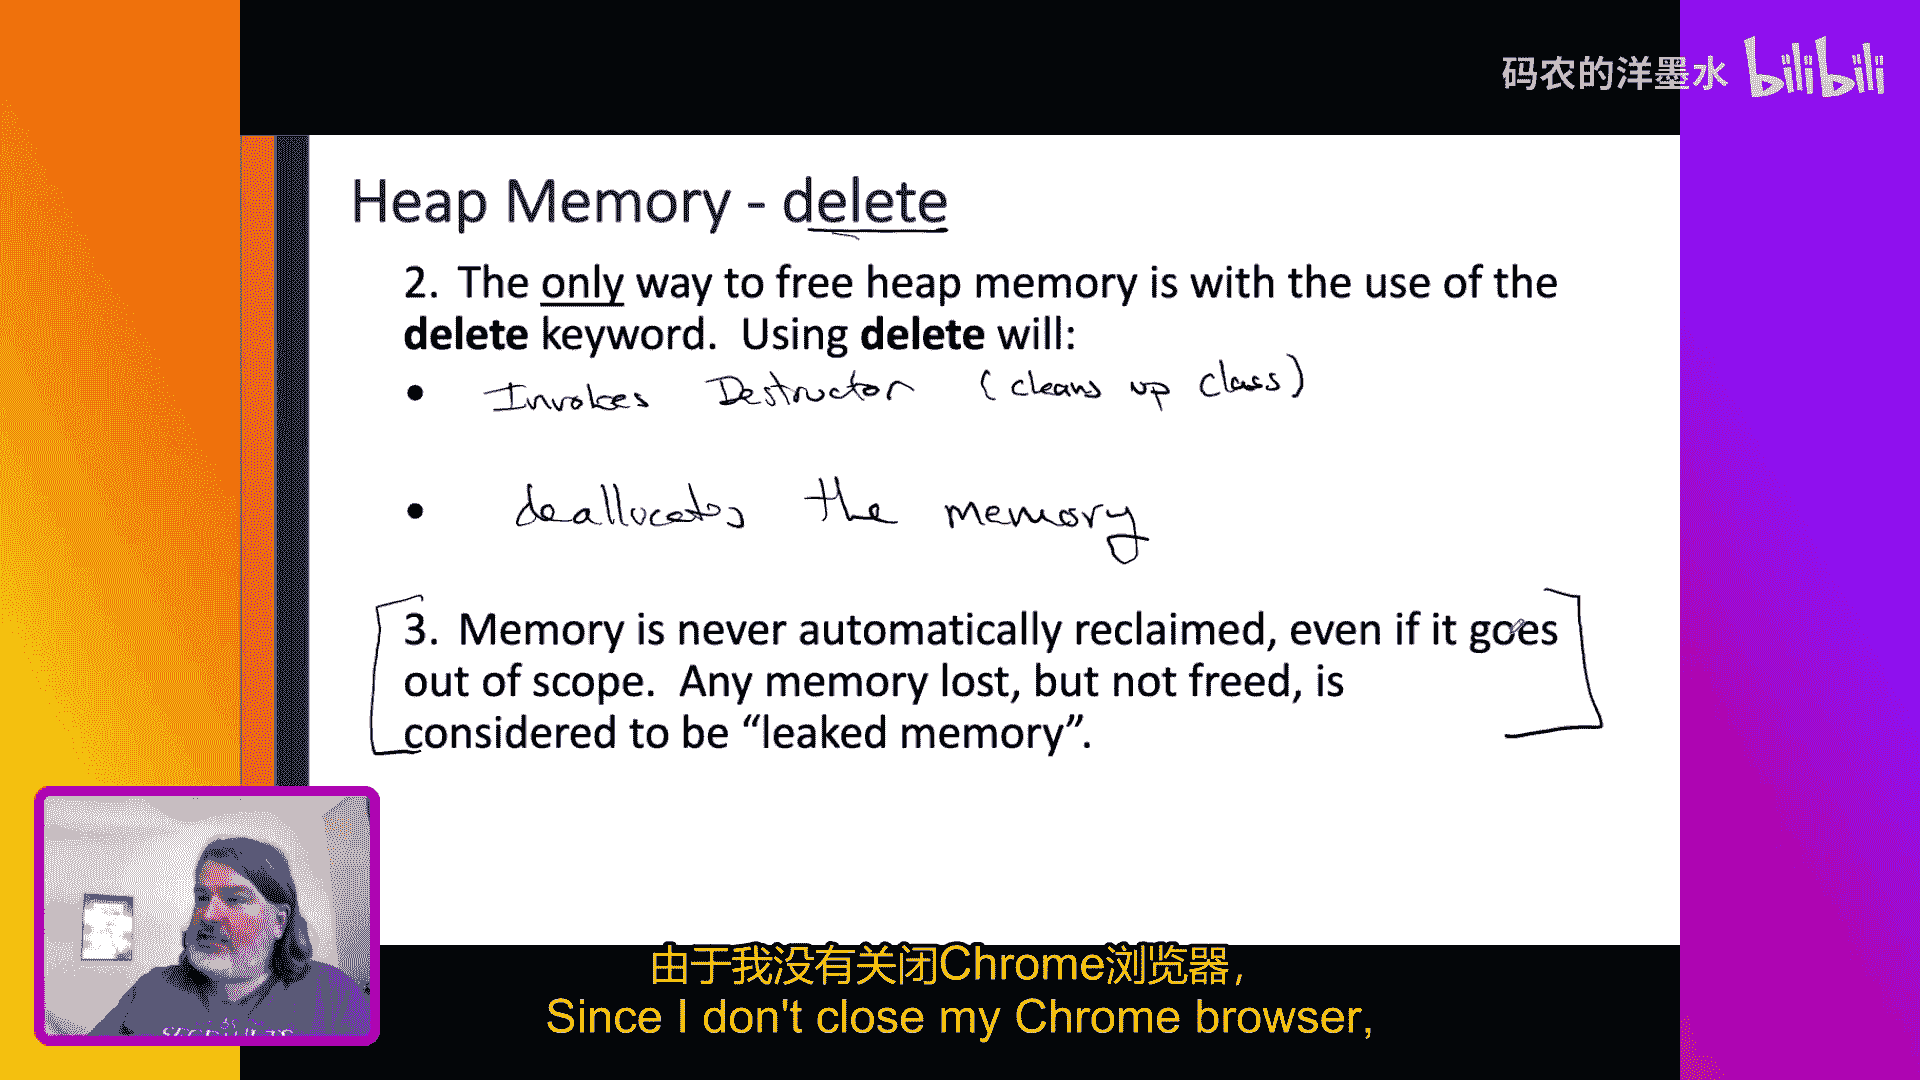 码农的洋墨水 bilibili
Heap Memory - delete
2. The only way to free heap memory is with the use of the
delete keyword. Using delete will:
• Invokes Destructor (cleans up class)
• deallocates the memory
3. Memory is never automatically reclaimed, even if it goes
out of scope. Any memory lost, but not freed, is
considered to be “leaked memory”.
由于我没有关闭Chrome浏览器，
Since I don't close my Chrome browser,